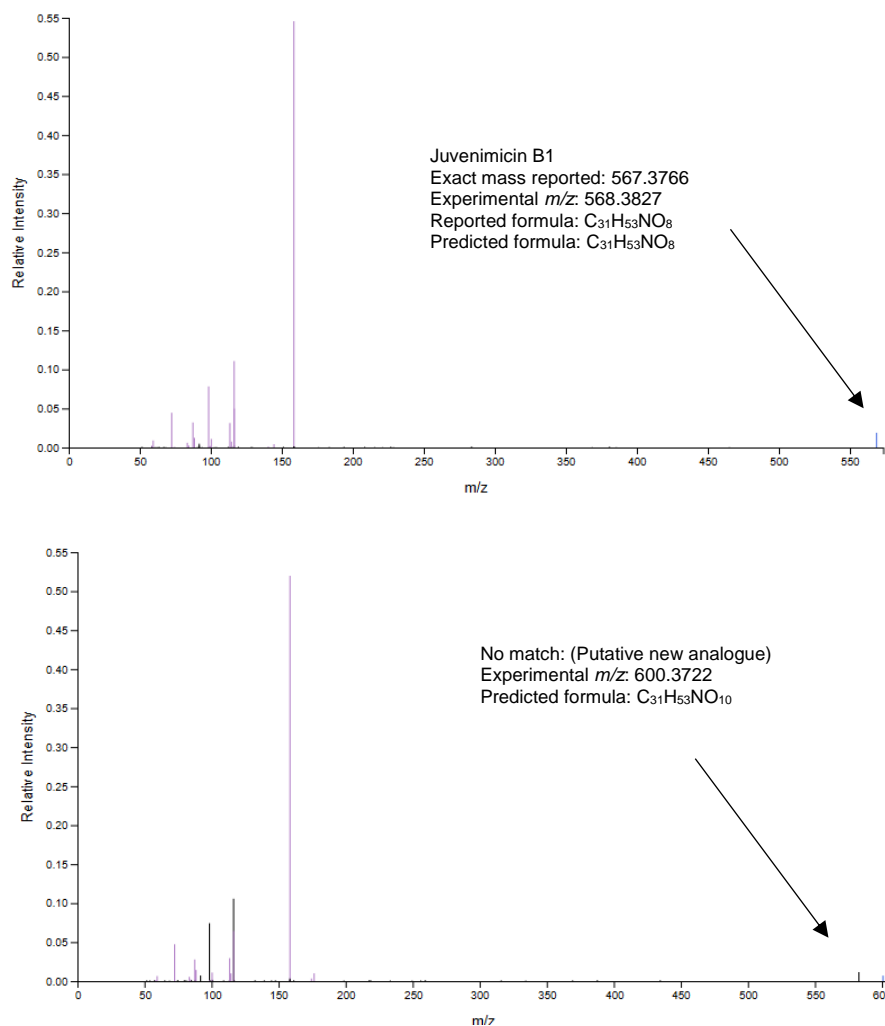 0.55
0.50
0.45
0.40
0.35
0.30
0.25
0.20
0.15
0.10
0.05
0.00
Relative Intensity
Juvenimicin B1
Exact mass reported: 567.3766
Experimental m/z: 568.3827
Reported formula: C₃₁H₅₃NO₈
Predicted formula: C₃₁H₅₃NO₈
0 50 100 150 200 250 300 350 400 450 500 550
m/z
0.55
0.50
0.45
0.40
0.35
0.30
0.25
0.20
0.15
0.10
0.05
0.00
Relative Intensity
No match: (Putative new analogue)
Experimental m/z: 600.3722
Predicted formula: C₃₁H₅₃NO₁₀
0 50 100 150 200 250 300 350 400 450 500 550 600
m/z